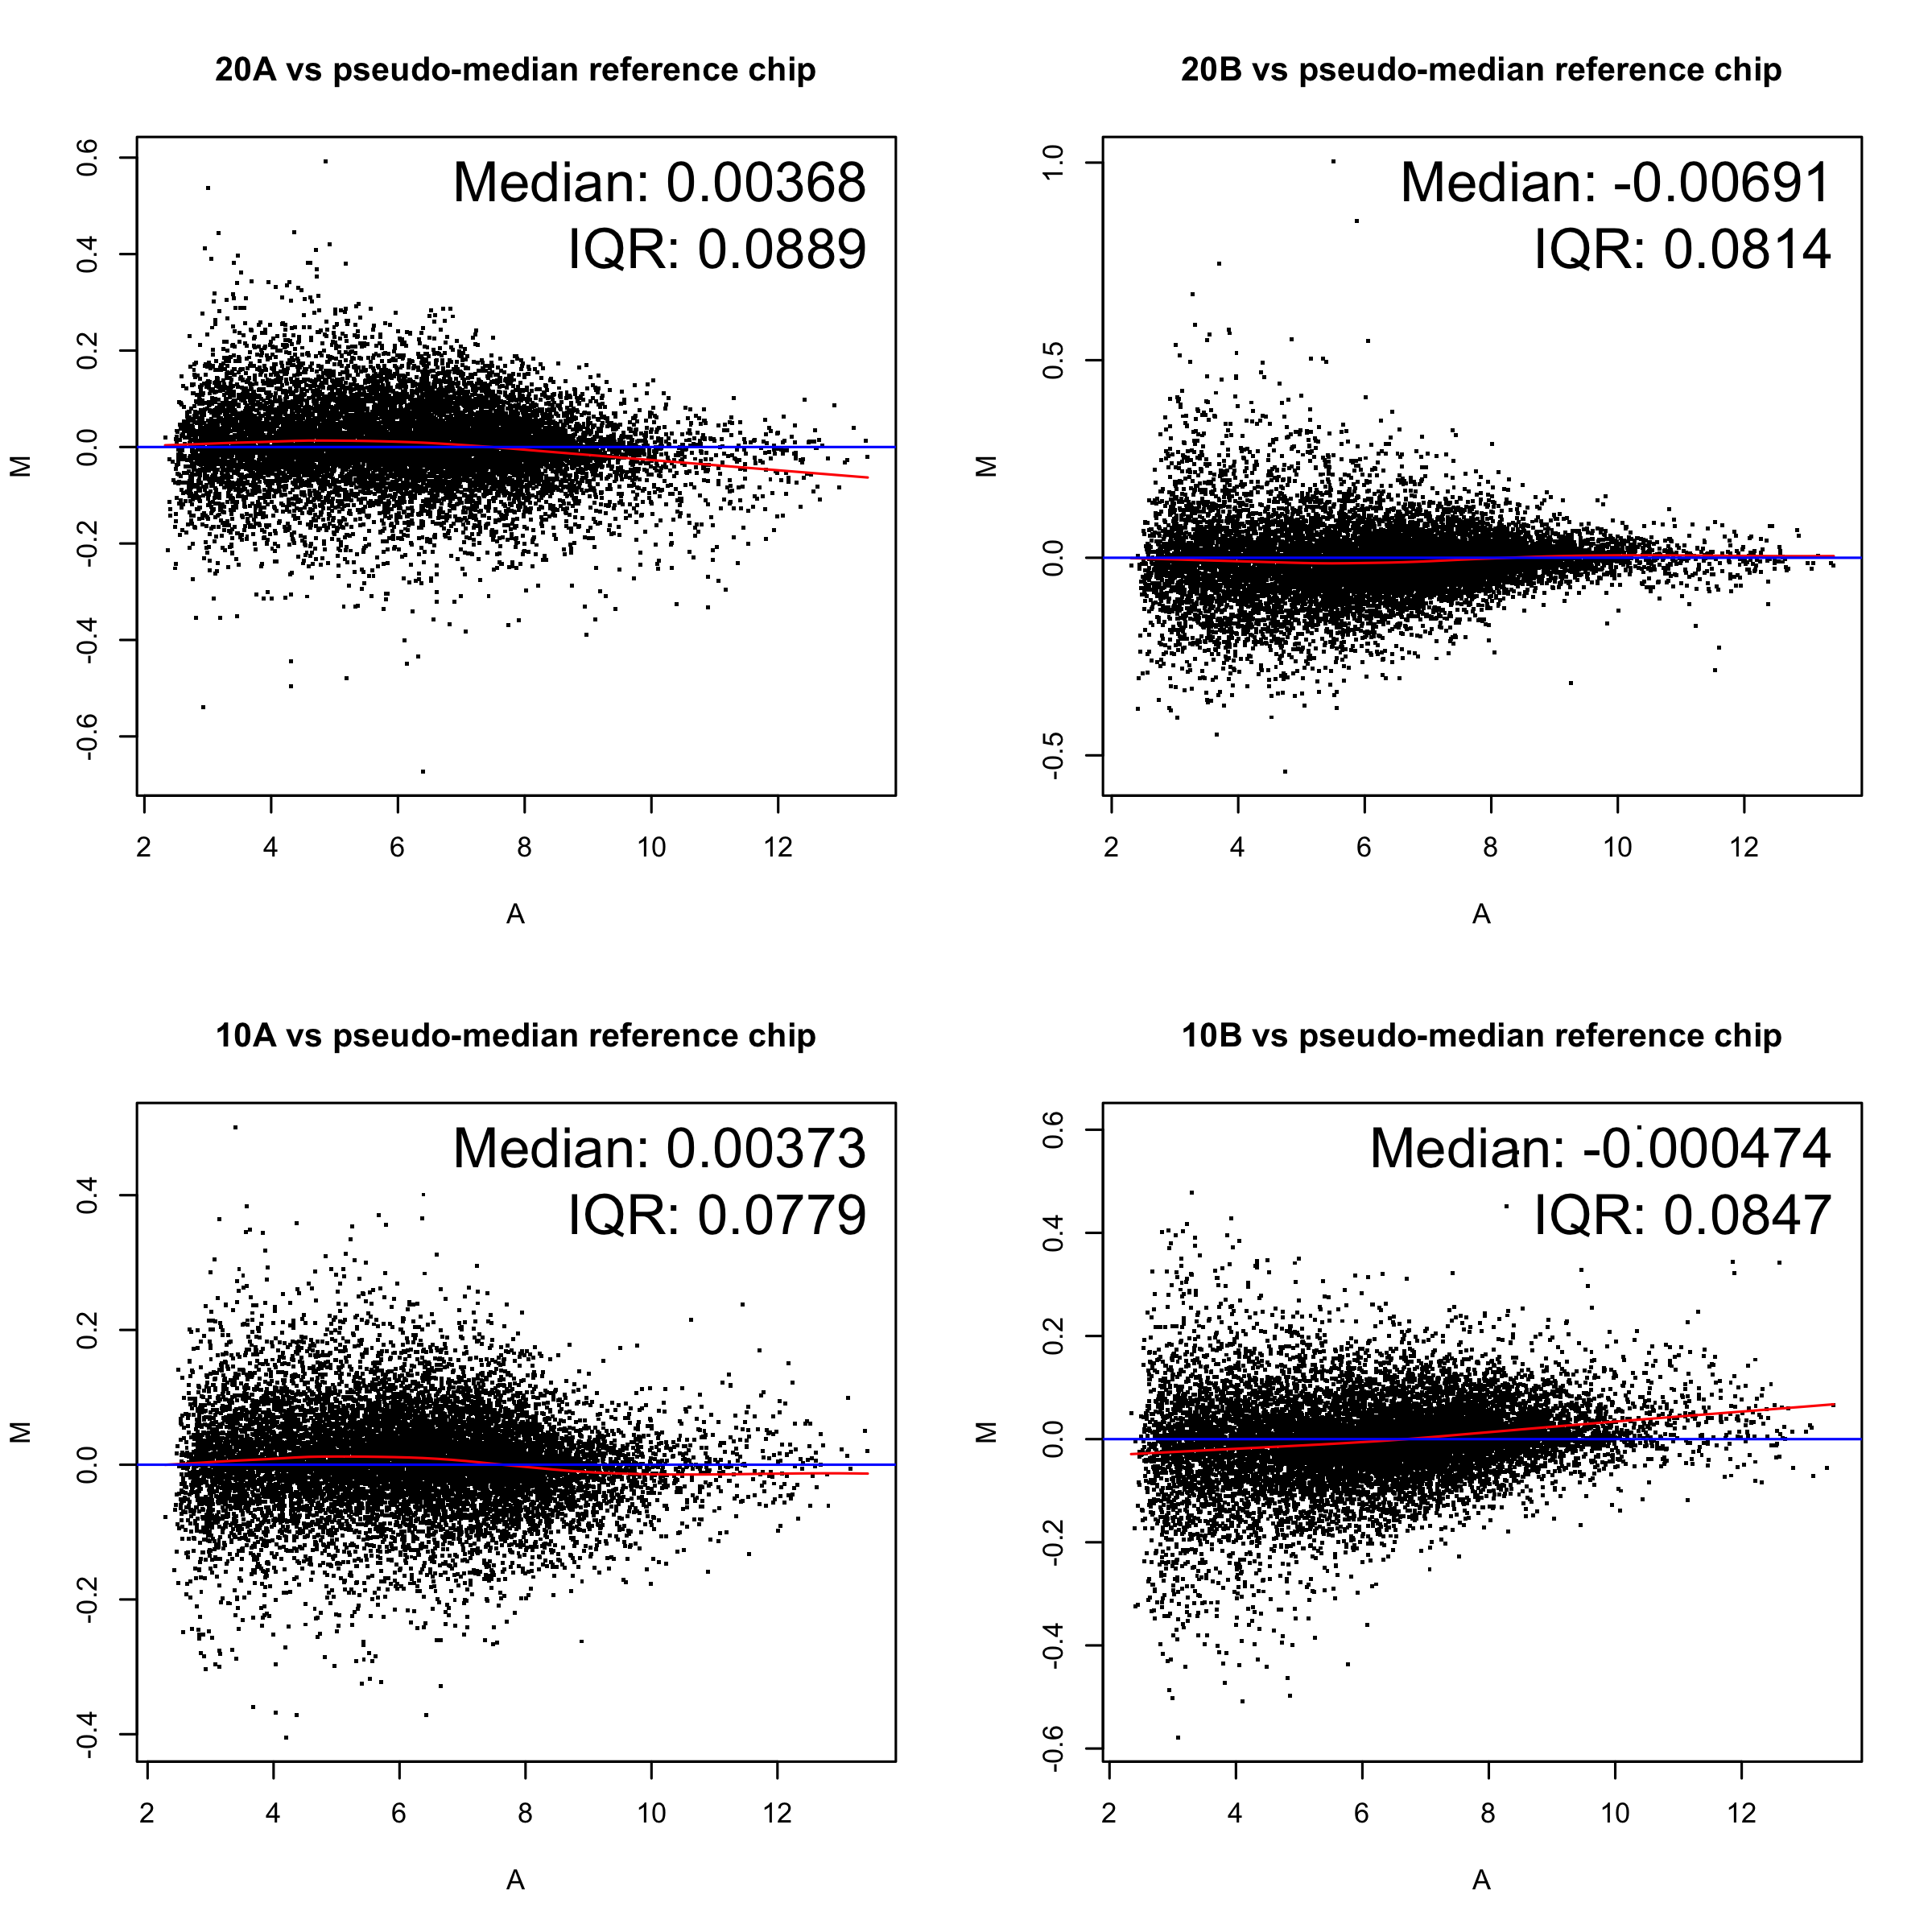 20A vs pseudo-median reference chip
Median: 0.00368
IQR: 0.0889
0.6
0.4
0.2
0.0
-0.2
-0.4
-0.6
M
2 4 6 8 10 12
A
20B vs pseudo-median reference chip
Median: -0.00691
IQR: 0.0814
1.0
0.5
0.0
-0.5
M
2 4 6 8 10 12
A
10A vs pseudo-median reference chip
Median: 0.00373
IQR: 0.0779
0.4
0.2
0.0
-0.2
-0.4
M
2 4 6 8 10 12
A
10B vs pseudo-median reference chip
Median: -0.000474
IQR: 0.0847
0.6
0.4
0.2
0.0
-0.2
-0.4
-0.6
M
2 4 6 8 10 12
A